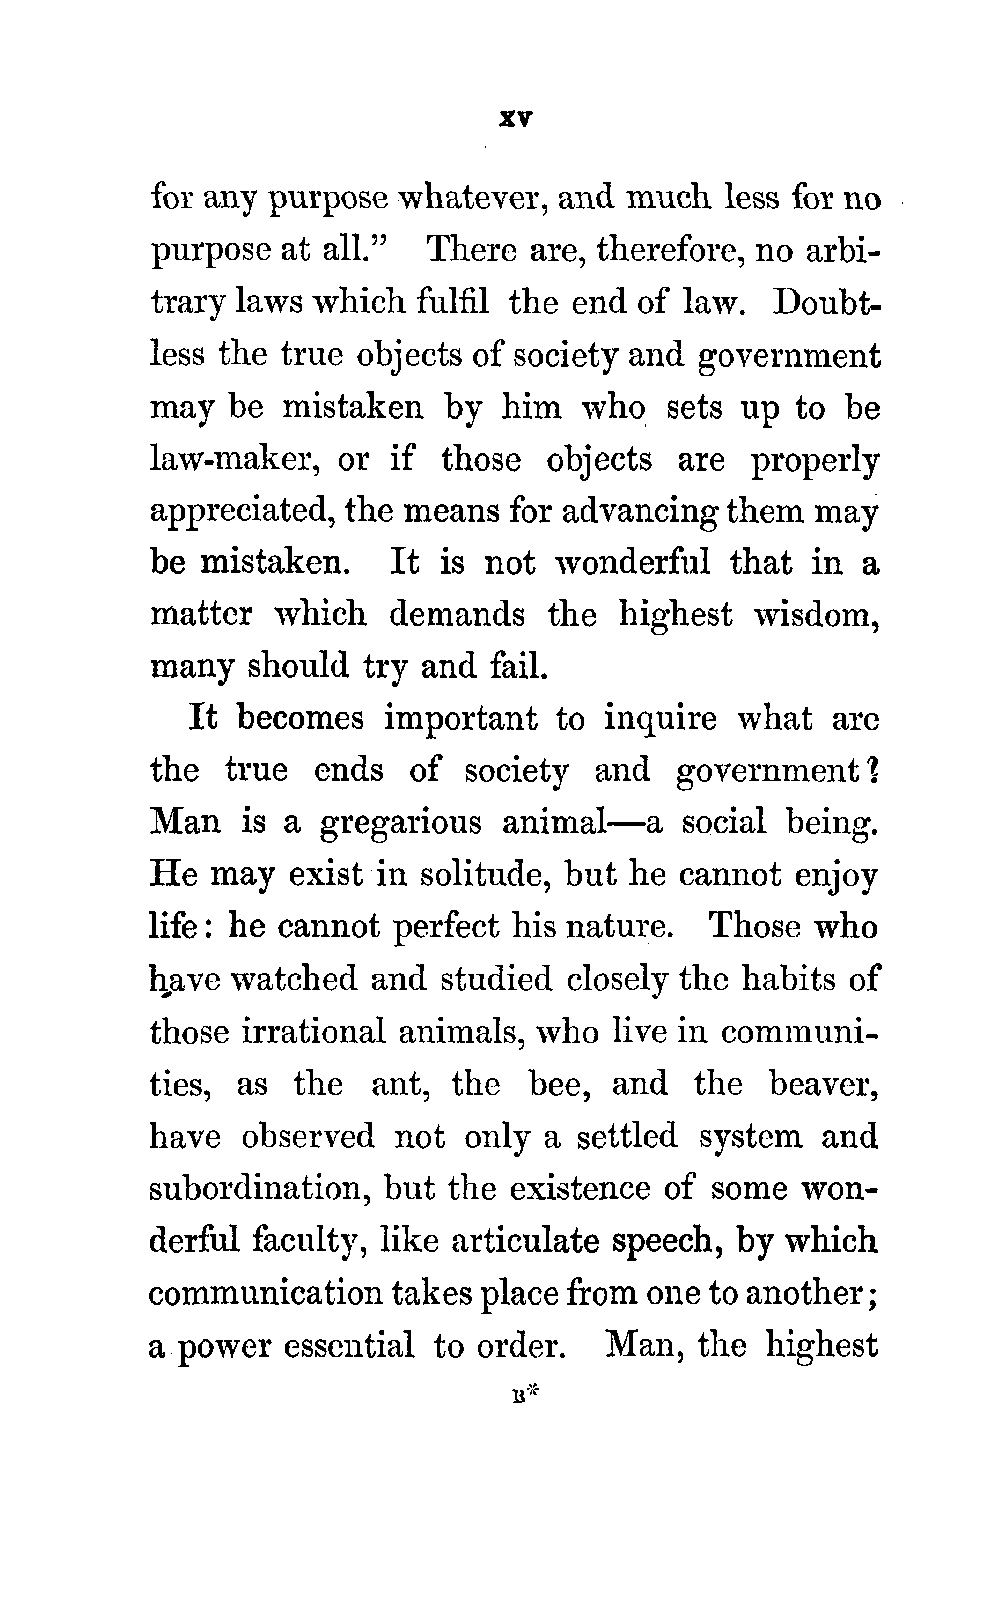 xv
for any purpose whatever, and much less for no
purpose at all.” There are, therefore, no arbi-
trary laws which fulfil the end of law. Doubt-
less the true objects of society and government
may be mistaken by him who sets up to be
law-maker, or if those objects are properly
appreciated, the means for advancing them may
be mistaken. It is not wonderful that in a
matter which demands the highest wisdom,
many should try and fail.
It becomes important to inquire what are
the true ends of society and government?
Man is a gregarious animal—a social being.
He may exist in solitude, but he cannot enjoy
life: he cannot perfect his nature. Those who
have watched and studied closely the habits of
those irrational animals, who live in communi-
ties, as the ant, the bee, and the beaver,
have observed not only a settled system and
subordination, but the existence of some won-
derful faculty, like articulate speech, by which
communication takes place from one to another;
a power essential to order. Man, the highest
B*